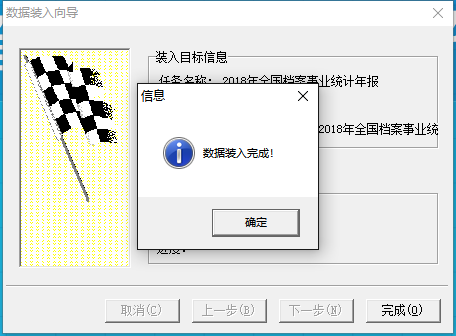 数据装入向导
装入目标信息
任务名称: 2018年全国档案事业统计年报
信息
2018年全国档案事业统
数据装入完成!
确定
进度:
取消(C)
上一步(B)
下一步(N)
完成(O)